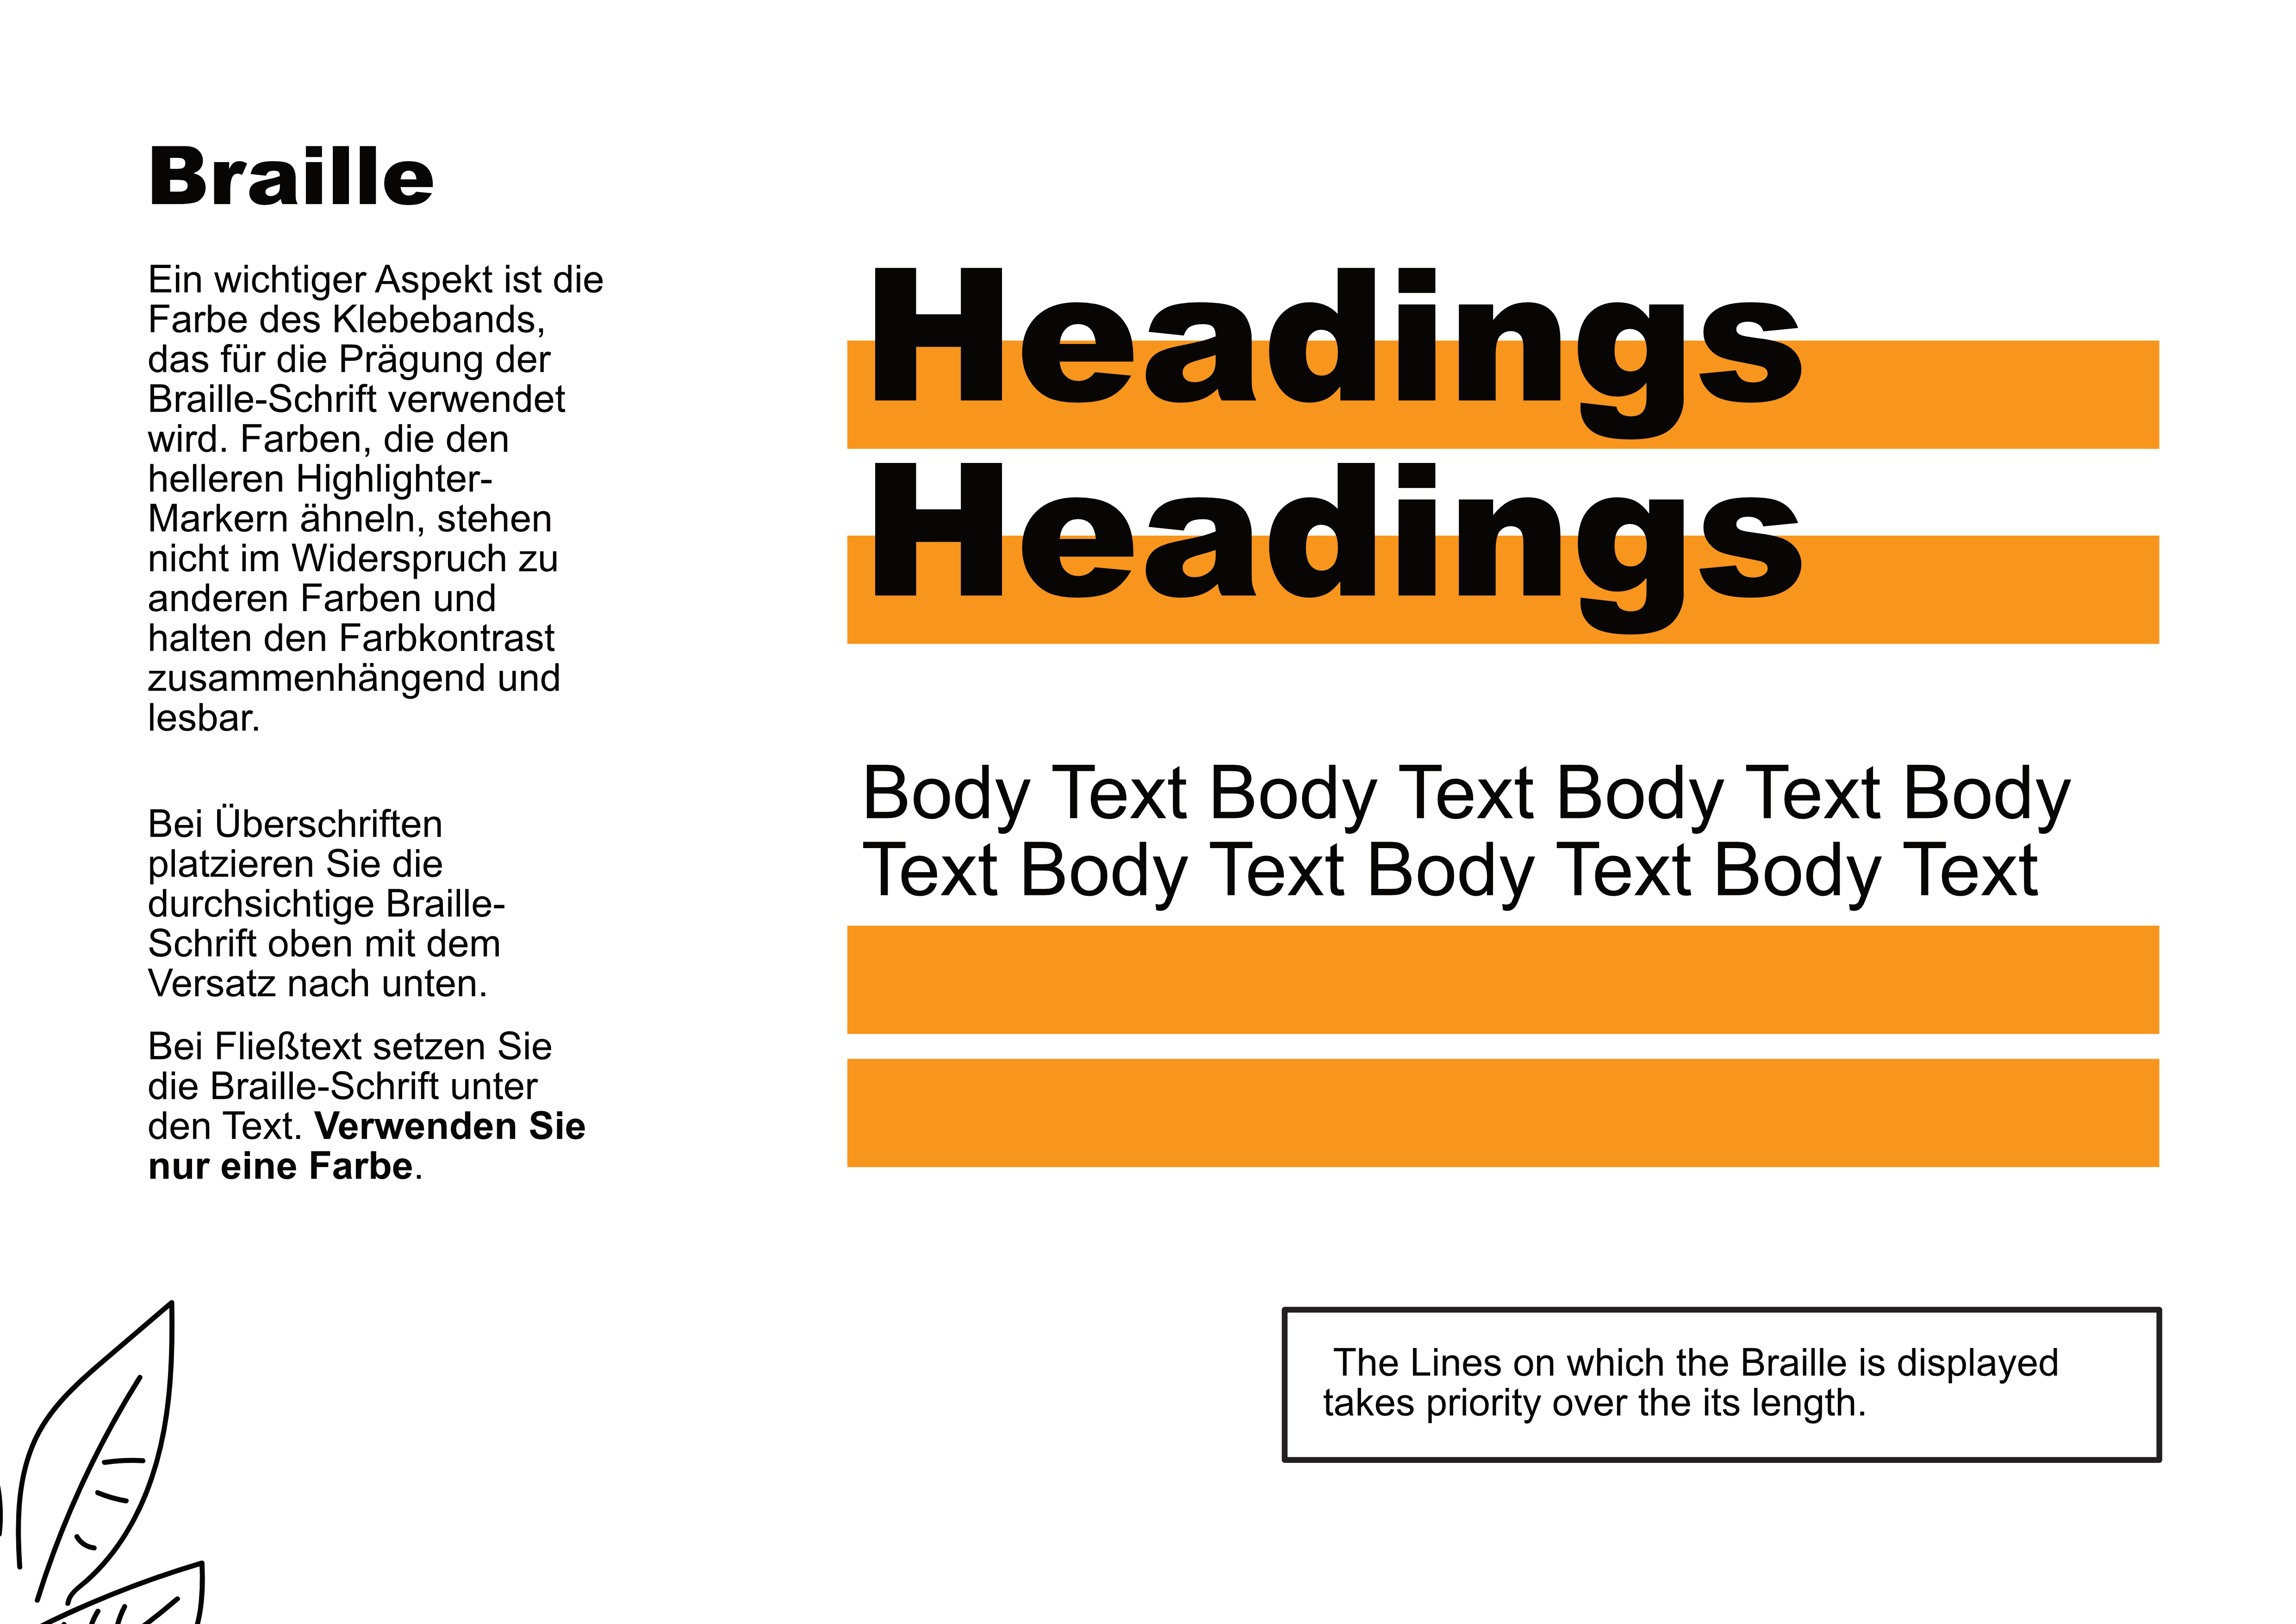 Braille
Ein wichtiger Aspekt ist die
Farbe des Klebebands,
das für die Prägung der
Braille-Schrift verwendet
wird. Farben, die den
helleren Highlighter-
Markern ähneln, stehen
nicht im Widerspruch zu
anderen Farben und
halten den Farbkontrast
zusammenhängend und
lesbar.
Bei Überschriften
platzieren Sie die
durchsichtige Braille-
Schrift oben mit dem
Versatz nach unten.
Bei Fließtext setzen Sie
die Braille-Schrift unter
den Text. Verwenden Sie
nur eine Farbe.
Headings
Headings
Body Text Body Text Body Text Body
Text Body Text Body Text Body Text
The Lines on which the Braille is displayed
takes priority over the its length.